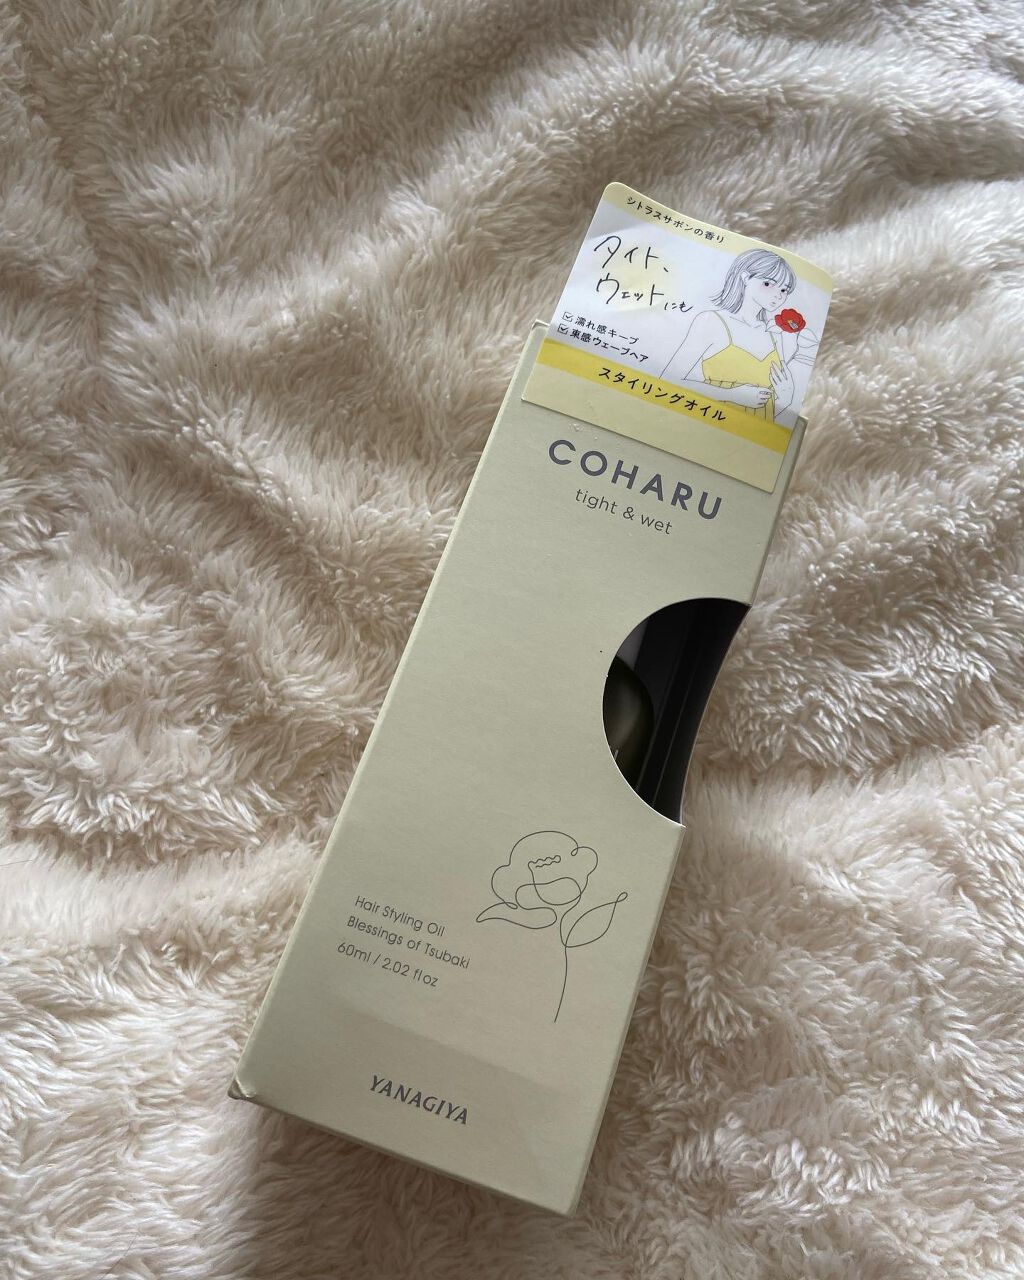 シトラスサボンの香り
タイト、
ウェットにも
濡れ感キープ
束感ウェーブヘア
スタイリングオイル
COHARU
tight & wet
Hair Styling Oil
Blessings of Tsubaki
60ml / 2.02 fl oz
YANAGIYA